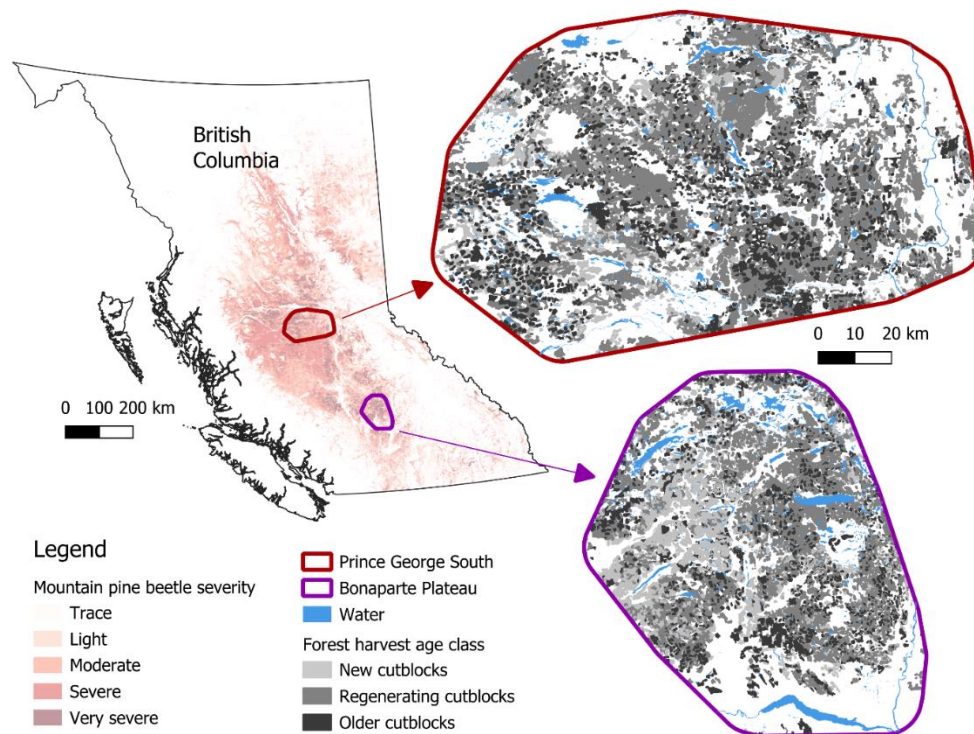 British
Columbia
0 10 20 km
0 100 200 km
Legend
Mountain pine beetle severity
Trace
Light
Moderate
Severe
Very severe
Prince George South
Bonaparte Plateau
Water
Forest harvest age class
New cutblocks
Regenerating cutblocks
Older cutblocks